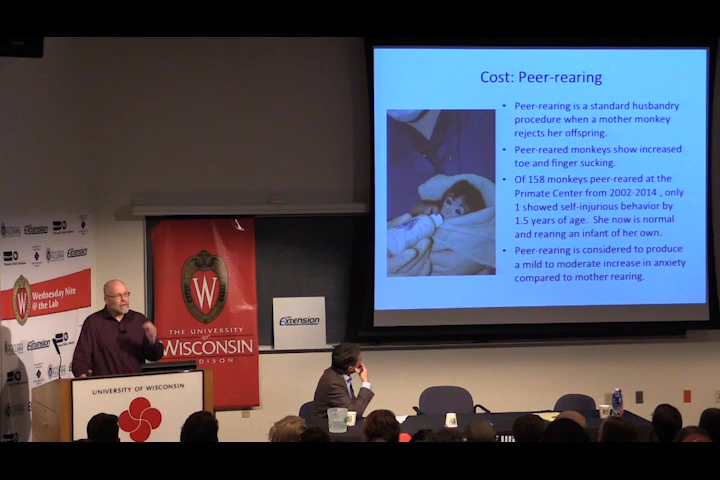 Cost: Peer-rearing
• Peer-rearing is a standard husbandry
procedure when a mother monkey
rejects her offspring.
• Peer-reared monkeys show increased
toe and finger sucking.
• Of 158 monkeys peer-reared at the
Primate Center from 2002-2014 , only
1 showed self-injurious behavior by
1.5 years of age. She now is normal
and rearing an infant of her own.
• Peer-rearing is considered to produce
a mild to moderate increase in anxiety
compared to mother rearing.
Wednesday Nite
@ the Lab
W
THE UNIVERSITY
of
WISCONSIN
Extension
UNIVERSITY OF WISCONSIN